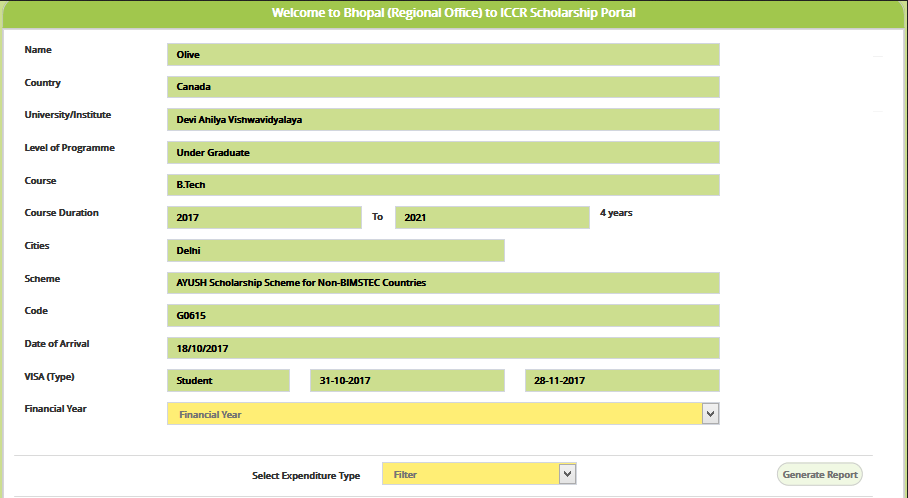 Welcome to Bhopal (Regional Office) to ICCR Scholarship Portal
Name Olive
Country Canada
University/Institute Devi Ahilya Vishwavidyalaya
Level of Programme Under Graduate
Course B.Tech
Course Duration 2017 To 2021 4 years
Cities Delhi
Scheme AYUSH Scholarship Scheme for Non-BIMSTEC Countries
Code G0615
Date of Arrival 18/10/2017
VISA (Type) Student 31-10-2017 28-11-2017
Financial Year Financial Year
Select Expenditure Type Filter Generate Report